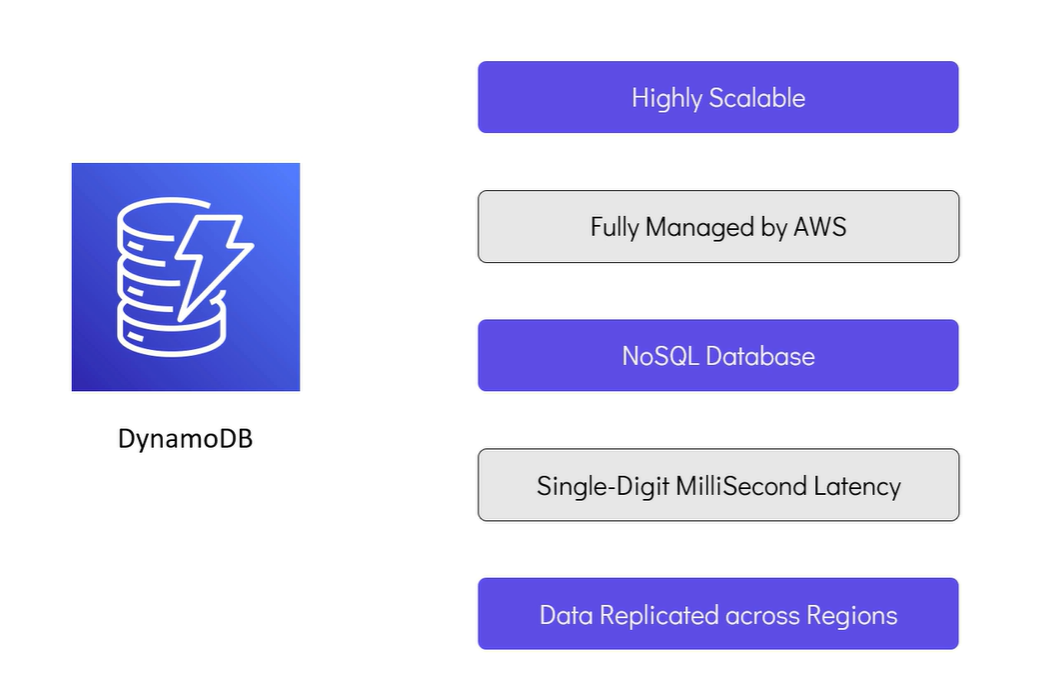 Highly Scalable
Fully Managed by AWS
NoSQL Database
DynamoDB
Single-Digit MilliSecond Latency
Data Replicated across Regions